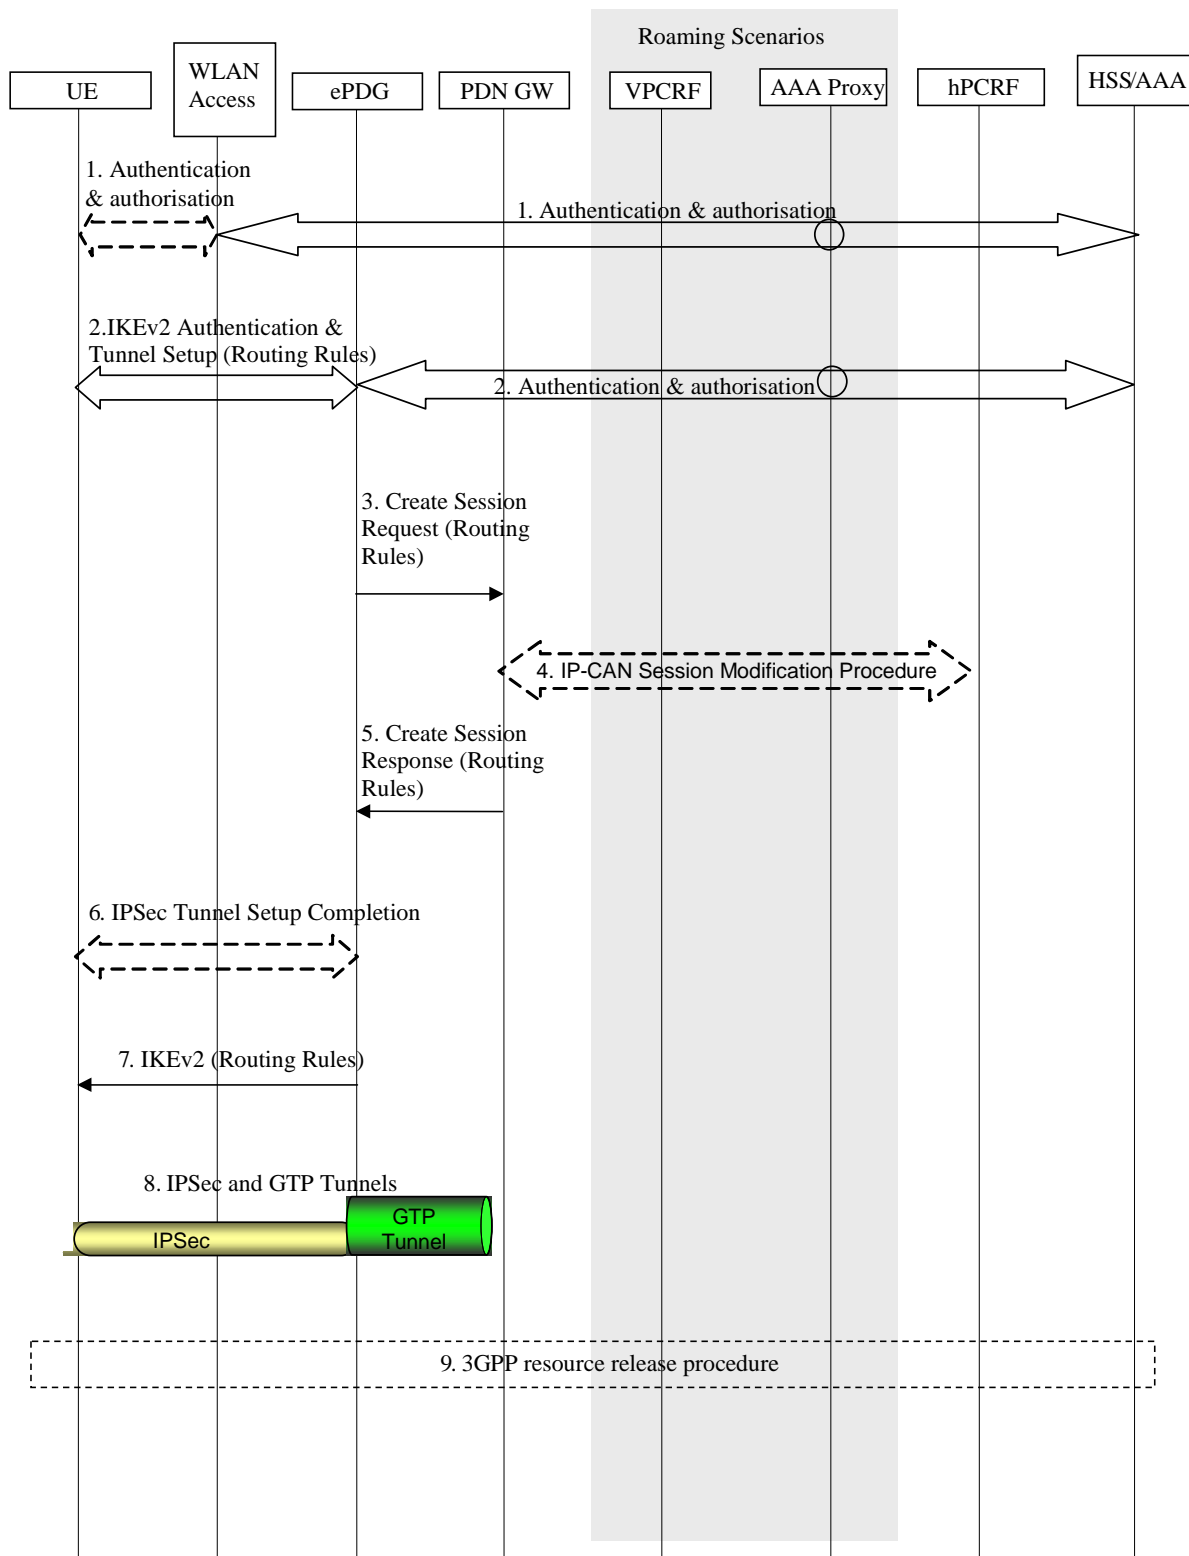 Roaming Scenarios
UE
WLAN
Access
ePDG
PDN GW
VPCRF
AAA Proxy
hPCRF
HSS/AAA
1. Authentication
& authorisation
1. Authentication & authorisation
2.IKEv2 Authentication &
Tunnel Setup (Routing Rules)
2. Authentication & authorisation
3. Create Session
Request (Routing
Rules)
4. IP-CAN Session Modification Procedure
5. Create Session
Response (Routing
Rules)
6. IPSec Tunnel Setup Completion
7. IKEv2 (Routing Rules)
8. IPSec and GTP Tunnels
GTP
Tunnel
IPSec
9. 3GPP resource release procedure